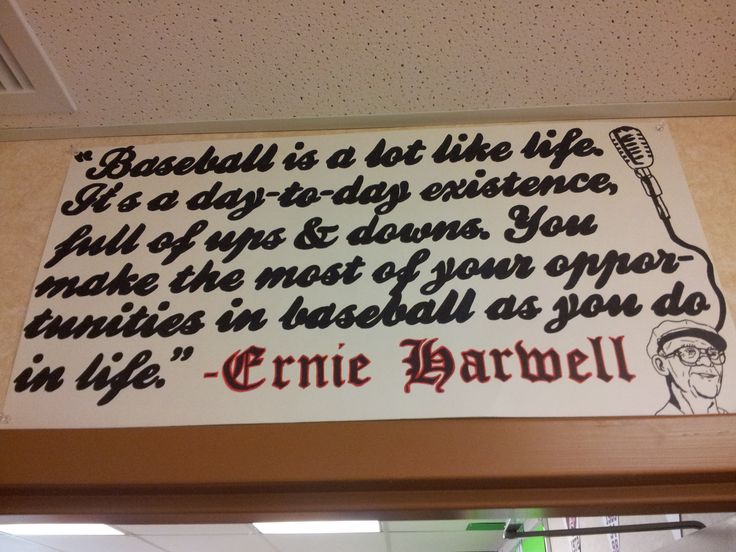 "Baseball is a lot like life.
It's a day-to-day existence,
full of ups & downs. You
make the most of your oppor-
tunities in baseball as you do
in life." -Ernie Harwell